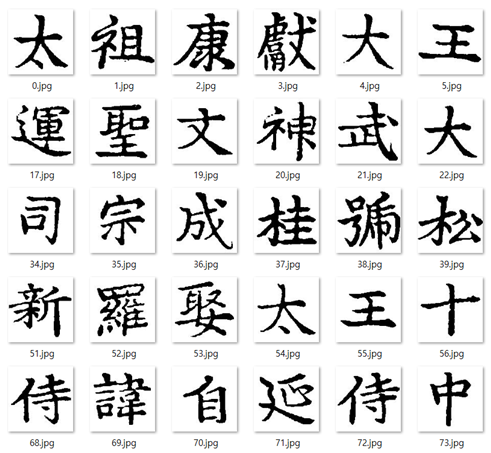 太 祖 康 獻 大 王
0.jpg 1.jpg 2.jpg 3.jpg 4.jpg 5.jpg
運 聖 文 神 武 大
17.jpg 18.jpg 19.jpg 20.jpg 21.jpg 22.jpg
司 宗 成 桂 號 松
34.jpg 35.jpg 36.jpg 37.jpg 38.jpg 39.jpg
新 羅 娶 太 王 十
51.jpg 52.jpg 53.jpg 54.jpg 55.jpg 56.jpg
侍 諱 自 延 侍 中
68.jpg 69.jpg 70.jpg 71.jpg 72.jpg 73.jpg